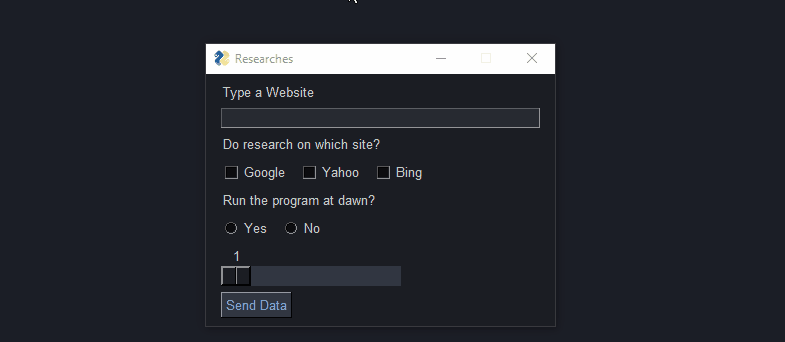 Researches
Type a Website
Do research on which site?
Google Yahoo Bing
Run the program at dawn?
Yes No
1
Send Data